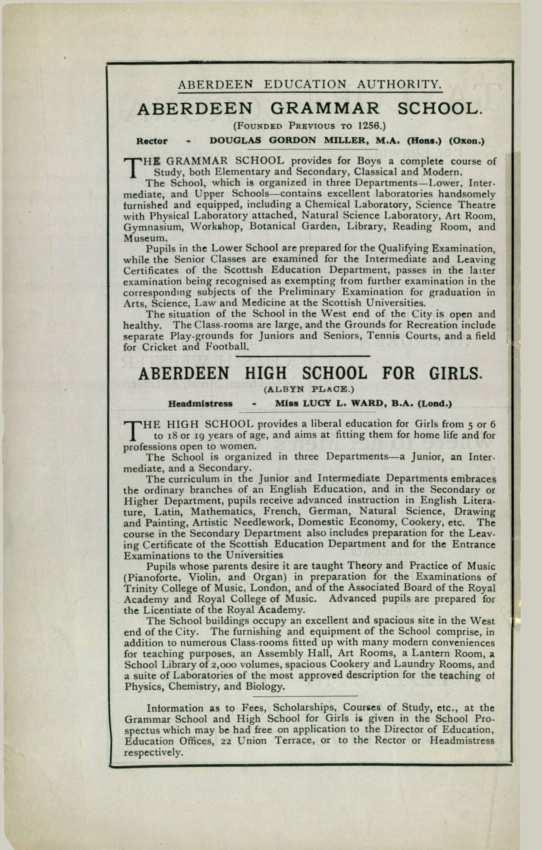 ABERDEEN EDUCATION AUTHORITY.
ABERDEEN GRAMMAR SCHOOL.
(FOUNDED PREVIOUS TO 1256.)
Rector - DOUGLAS GORDON MILLER, M.A. (Hons.) (Oxon.)
THE GRAMMAR SCHOOL provides for Boys a complete course of
Study, both Elementary and Secondary, Classical and Modern.
The School, which is organized in three Departments—Lower, Inter-
mediate, and Upper Schools—contains excellent laboratories handsomely
furnished and equipped, including a Chemical Laboratory, Science Theatre
with Physical Laboratory attached, Natural Science Laboratory, Art Room,
Gymnasium, Workshop, Botanical Garden, Library, Reading Room, and
Museum.
Pupils in the Lower School are prepared for the Qualifying Examination,
while the Senior Classes are examined for the Intermediate and Leaving
Certificates of the Scottish Education Department, passes in the latter
examination being recognised as exempting from further examination in the
corresponding subjects of the Preliminary Examination for graduation in
Arts, Science, Law and Medicine at the Scottish Universities.
The situation of the School in the West end of the City is open and
healthy. The Class-rooms are large, and the Grounds for Recreation include
separate Play-grounds for Juniors and Seniors, Tennis Courts, and a field
for Cricket and Football.
ABERDEEN HIGH SCHOOL FOR GIRLS.
(ALBYN PLACE.)
Headmistress - Miss LUCY L. WARD, B.A. (Lond.)
THE HIGH SCHOOL provides a liberal education for Girls from 5 or 6
to 18 or 19 years of age, and aims at fitting them for home life and for
professions open to women.
The School is organized in three Departments—a Junior, an Inter-
mediate, and a Secondary.
The curriculum in the Junior and Intermediate Departments embraces
the ordinary branches of an English Education, and in the Secondary or
Higher Department, pupils receive advanced instruction in English Litera-
ture, Latin, Mathematics, French, German, Natural Science, Drawing
and Painting, Artistic Needlework, Domestic Economy, Cookery, etc. The
course in the Secondary Department also includes preparation for the Leav-
ing Certificate of the Scottish Education Department and for the Entrance
Examinations to the Universities
Pupils whose parents desire it are taught Theory and Practice of Music
(Pianoforte, Violin, and Organ) in preparation for the Examinations of
Trinity College of Music, London, and of the Associated Board of the Royal
Academy and Royal College of Music. Advanced pupils are prepared for
the Licentiate of the Royal Academy.
The School buildings occupy an excellent and spacious site in the West
end of the City. The furnishing and equipment of the School comprise, in
addition to numerous Class-rooms fitted up with many modern conveniences
for teaching purposes, an Assembly Hall, Art Rooms, a Lantern Room, a
School Library of 2,000 volumes, spacious Cookery and Laundry Rooms, and
a suite of Laboratories of the most approved description for the teaching of
Physics, Chemistry, and Biology.
Information as to Fees, Scholarships, Courses of Study, etc., at the
Grammar School and High School for Girls is given in the School Pro-
spectus which may be had free on application to the Director of Education,
Education Offices, 22 Union Terrace, or to the Rector or Headmistress
respectively.